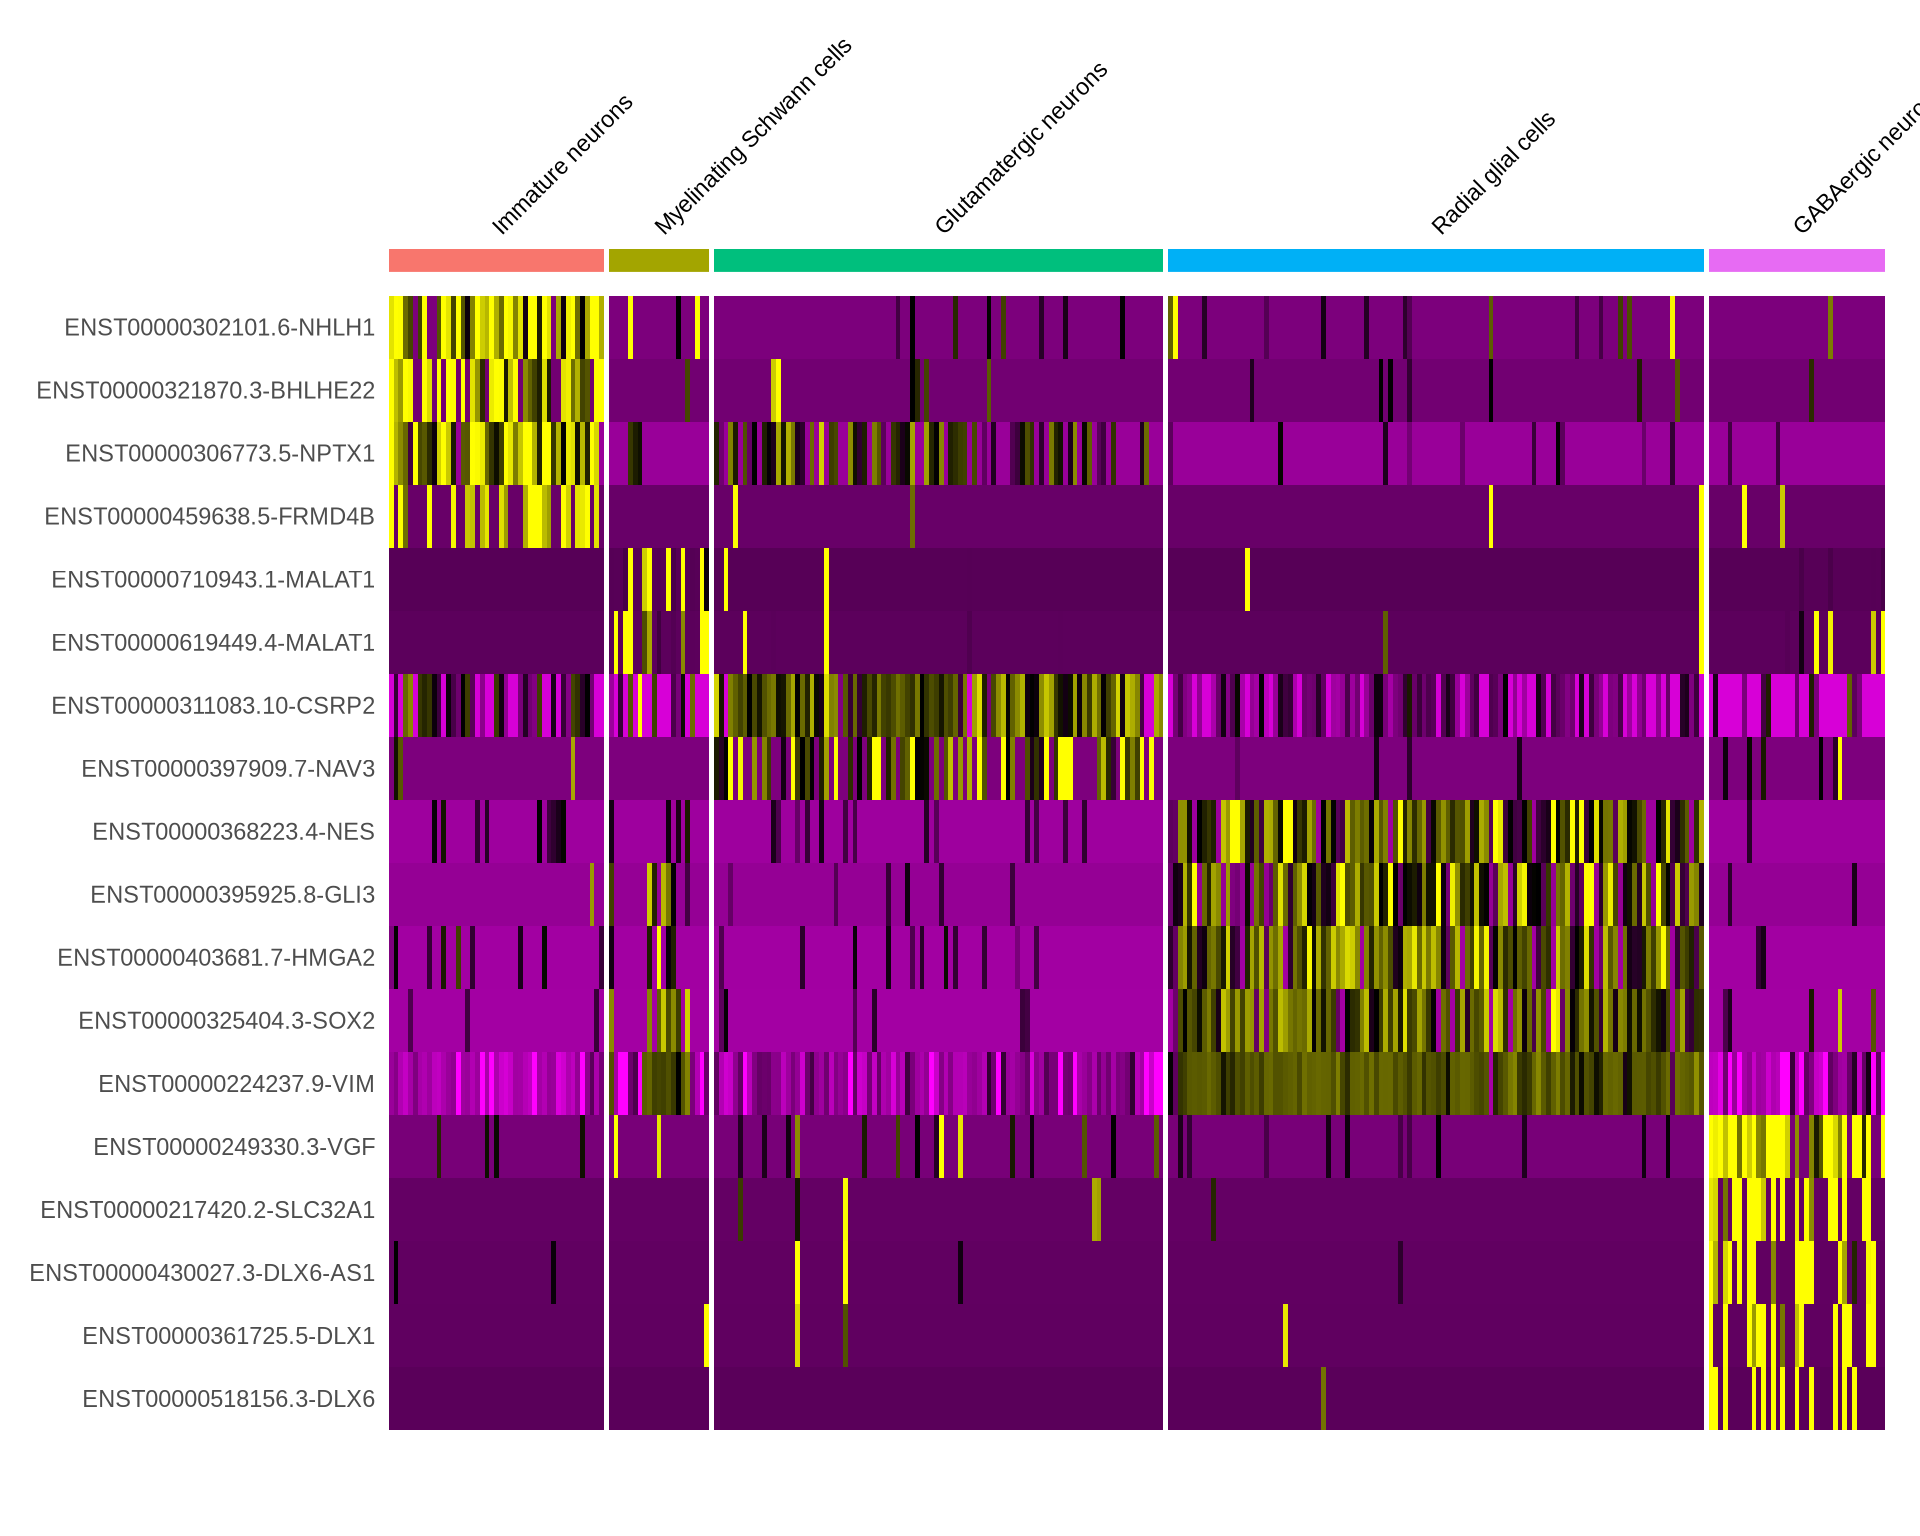 Immature neurons
Myelinating Schwann cells
Glutamatergic neurons
Radial glial cells
GABAergic neuro
ENST00000302101.6-NHLH1
ENST00000321870.3-BHLHE22
ENST00000306773.5-NPTX1
ENST00000459638.5-FRMD4B
ENST00000710943.1-MALAT1
ENST00000619449.4-MALAT1
ENST00000311083.10-CSRP2
ENST00000397909.7-NAV3
ENST00000368223.4-NES
ENST00000395925.8-GLI3
ENST00000403681.7-HMGA2
ENST00000325404.3-SOX2
ENST00000224237.9-VIM
ENST00000249330.3-VGF
ENST00000217420.2-SLC32A1
ENST00000430027.3-DLX6-AS1
ENST00000361725.5-DLX1
ENST00000518156.3-DLX6